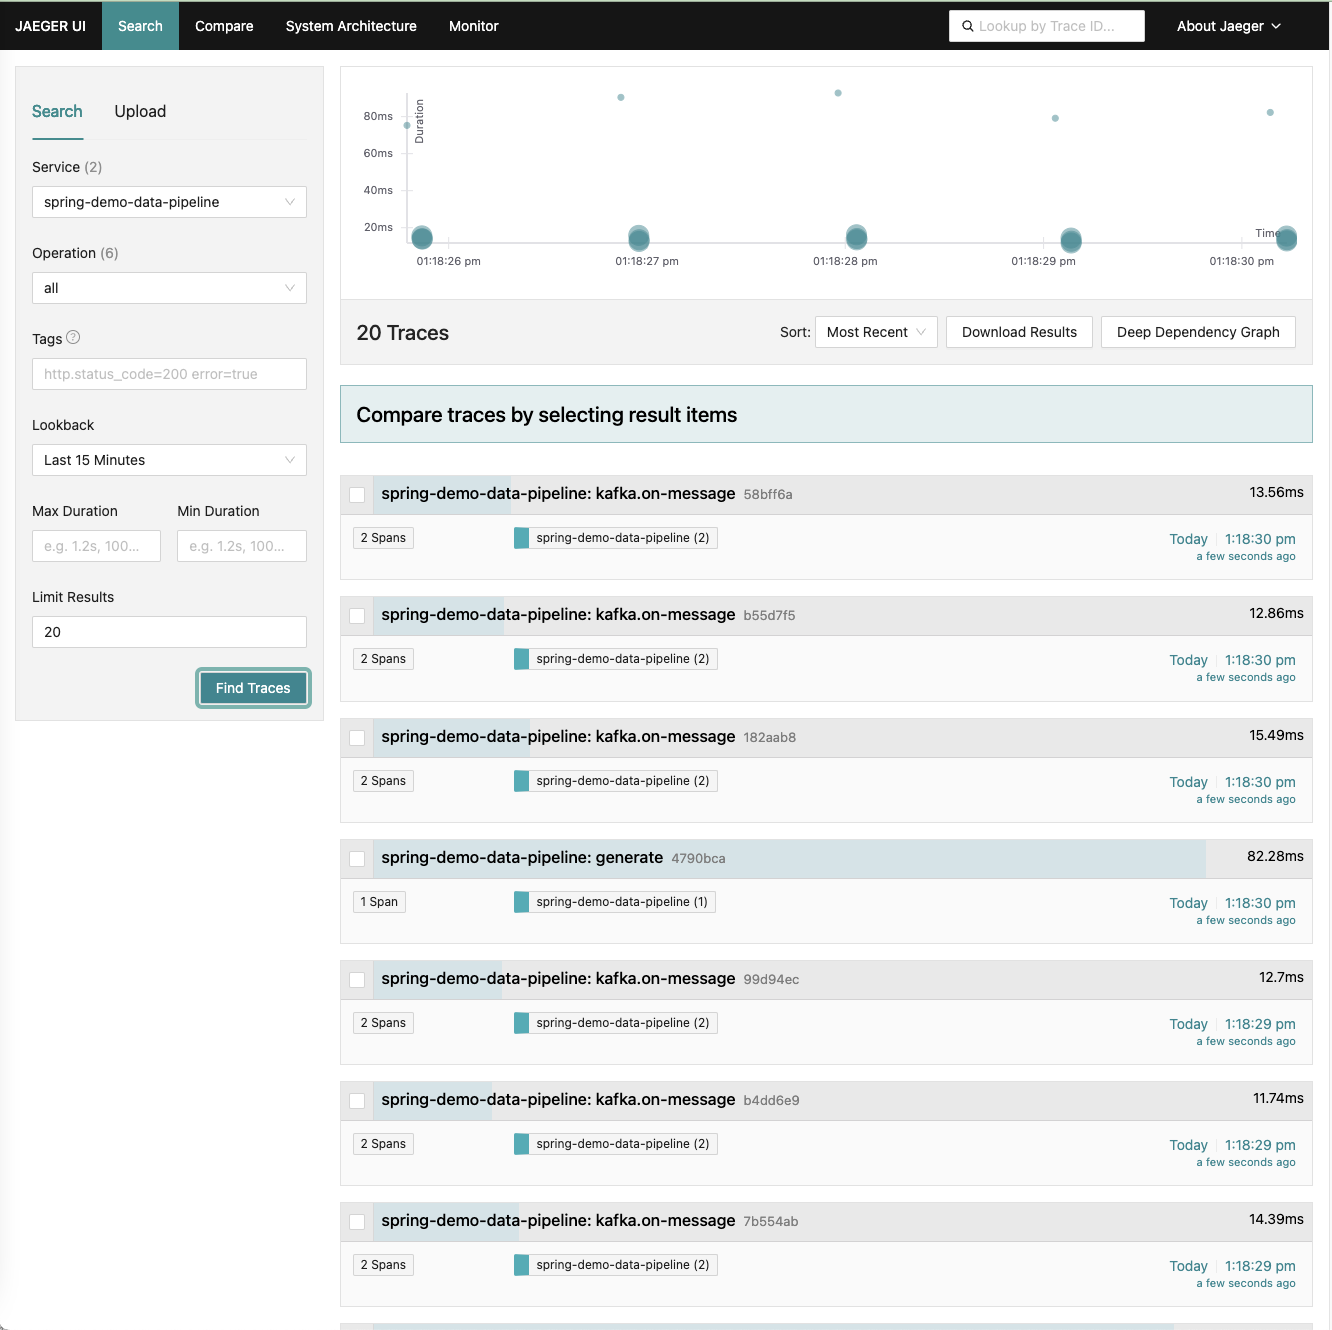 JAEGER UI Search Compare System Architecture Monitor Lookup by Trace ID... About Jaeger
Search Upload
Service (2)
spring-demo-data-pipeline
Operation (6)
all
Tags ?
http.status_code=200 error=true
Lookback
Last 15 Minutes
Max Duration Min Duration
e.g. 1.2s, 100... e.g. 1.2s, 100...
Limit Results
20
Find Traces
Duration
80ms
60ms
40ms
20ms
Time
01:18:26 pm 01:18:27 pm 01:18:28 pm 01:18:29 pm 01:18:30 pm
20 Traces Sort: Most Recent Download Results Deep Dependency Graph
Compare traces by selecting result items
spring-demo-data-pipeline: kafka.on-message 58bff6a 13.56ms
2 Spans spring-demo-data-pipeline (2) Today 1:18:30 pm
a few seconds ago
spring-demo-data-pipeline: kafka.on-message b55d7f5 12.86ms
2 Spans spring-demo-data-pipeline (2) Today 1:18:30 pm
a few seconds ago
spring-demo-data-pipeline: kafka.on-message 182aab8 15.49ms
2 Spans spring-demo-data-pipeline (2) Today 1:18:30 pm
a few seconds ago
spring-demo-data-pipeline: generate 4790bca 82.28ms
1 Span spring-demo-data-pipeline (1) Today 1:18:30 pm
a few seconds ago
spring-demo-data-pipeline: kafka.on-message 99d94ec 12.7ms
2 Spans spring-demo-data-pipeline (2) Today 1:18:29 pm
a few seconds ago
spring-demo-data-pipeline: kafka.on-message b4dd6e9 11.74ms
2 Spans spring-demo-data-pipeline (2) Today 1:18:29 pm
a few seconds ago
spring-demo-data-pipeline: kafka.on-message 7b554ab 14.39ms
2 Spans spring-demo-data-pipeline (2) Today 1:18:29 pm
a few seconds ago